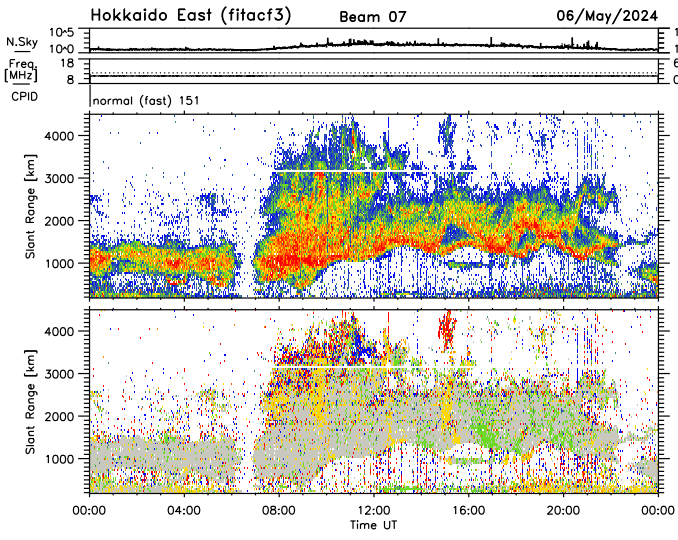 Hokkaido East (fitacf3) Beam 07 06/May/2024
N.Sky 10^5 10^0
Freq. [MHz] 18 8
CPID normal (fast) 151
Slant Range [km] 4000 3000 2000 1000
Slant Range [km] 4000 3000 2000 1000
00:00 04:00 08:00 12:00 16:00 20:00 00:00
Time UT